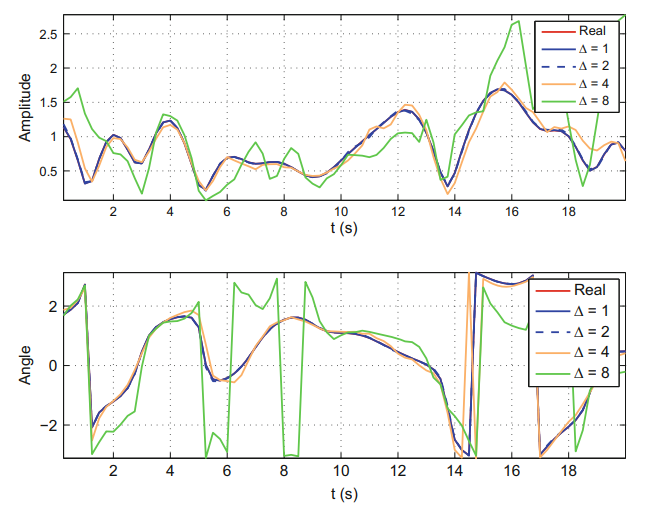 Amplitude
2.5
2
1.5
1
0.5
Real
Δ = 1
Δ = 2
Δ = 4
Δ = 8
2 4 6 8 10 12 14 16 18
t (s)
Angle
2
0
−2
Real
Δ = 1
Δ = 2
Δ = 4
Δ = 8
2 4 6 8 10 12 14 16 18
t (s)